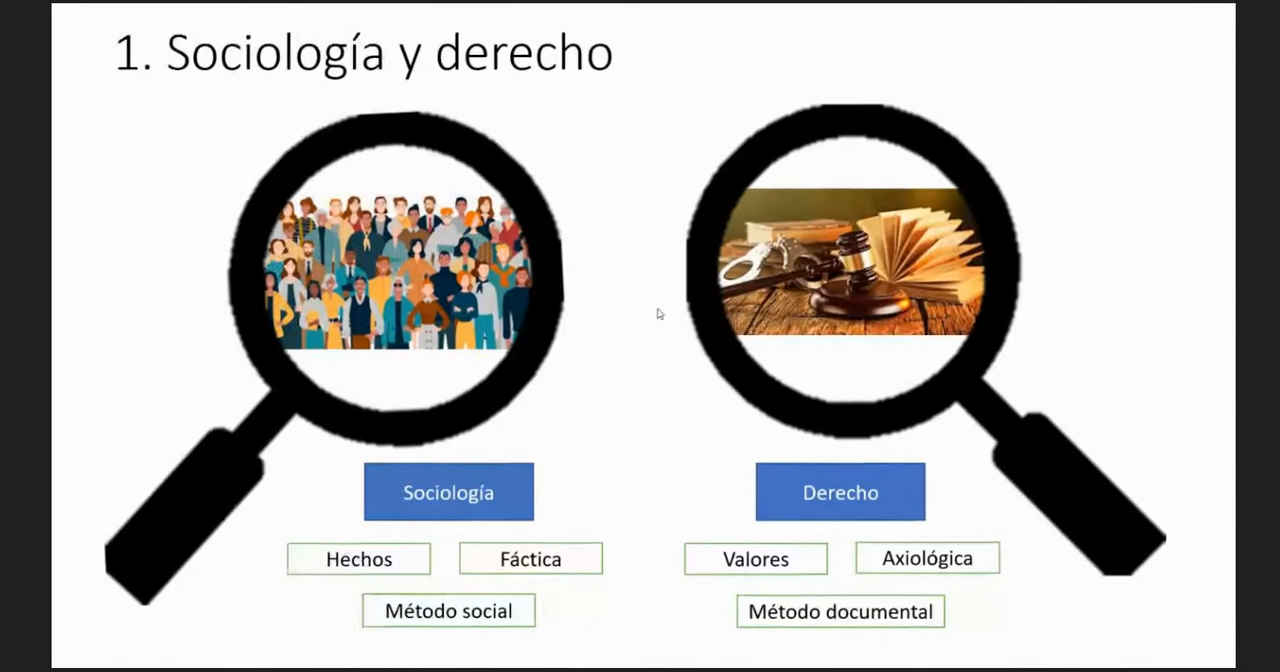 1. Sociología y derecho
Sociología
Derecho
Hechos
Fáctica
Valores
Axiológica
Método social
Método documental